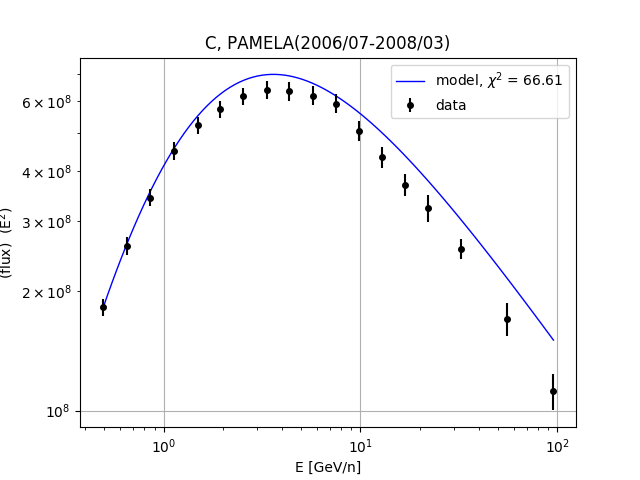 C, PAMELA(2006/07-2008/03)
model, χ² = 66.61
data
6 × 10⁸
4 × 10⁸
3 × 10⁸
2 × 10⁸
10⁸
(flux) (E²)
10⁰
10¹
10²
E [GeV/n]